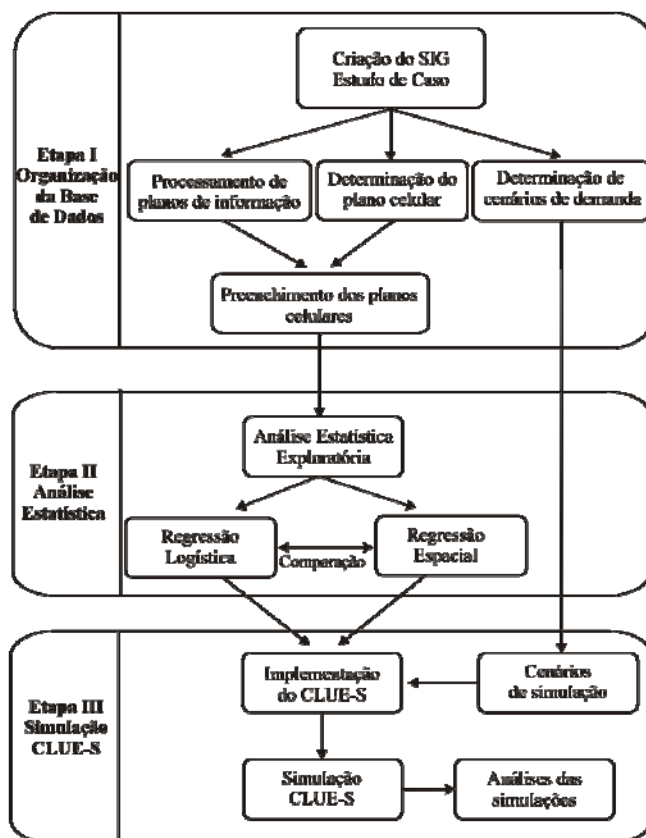 Criação do SIG
Estudo de Caso
Etapa I
Organização
da Base
de Dados
Processamento de
planos de informação
Determinação do
plano celular
Determinação de
cenários de demanda
Preenchimento dos planos
celulares
Etapa II
Análise
Estatística
Análise Estatística
Exploratória
Regressão
Logística
Comparação
Regressão
Espacial
Etapa III
Simulação
CLUE-S
Implementação
do CLUE-S
Cenários
de simulação
Simulação
CLUE-S
Análises das
simulações